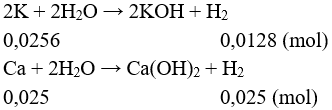 2K + 2H₂O → 2KOH + H₂
0,0256 0,0128 (mol)
Ca + 2H₂O → Ca(OH)₂ + H₂
0,025 0,025 (mol)